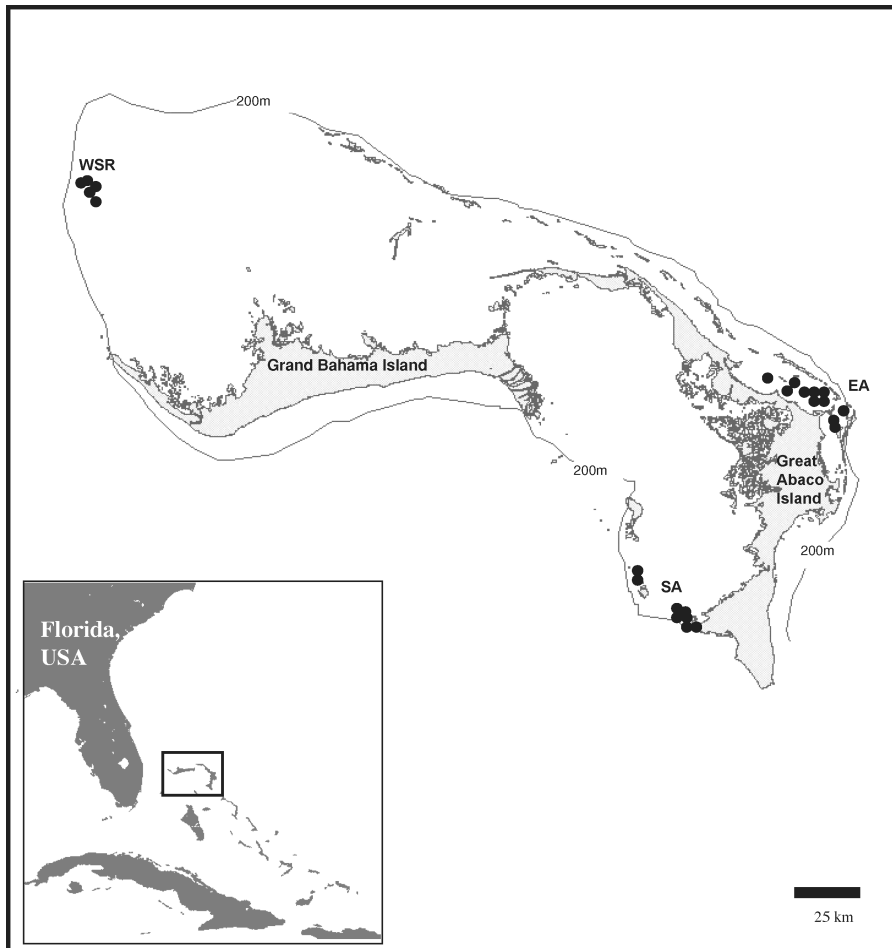 200m
WSR
Grand Bahama Island
EA
Great
Abaco
Island
200m
200m
SA
Florida,
USA
25 km